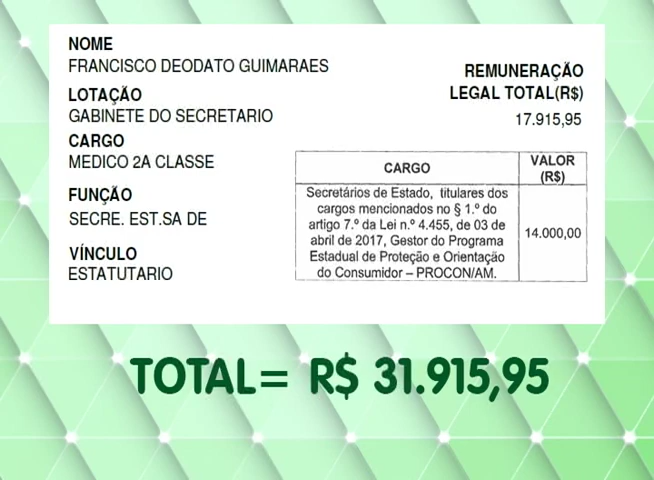 NOME
FRANCISCO DEODATO GUIMARAES
LOTAÇÃO
GABINETE DO SECRETARIO
CARGO
MEDICO 2A CLASSE
FUNÇÃO
SECRE. EST.SA DE
VÍNCULO
ESTATUTARIO
REMUNERAÇÃO
LEGAL TOTAL(R$)
17.915,95
CARGO
VALOR
(R$)
Secretários de Estado, titulares dos
cargos mencionados no § 1.º do
artigo 7.º da Lei n.º 4.455, de 03 de
abril de 2017, Gestor do Programa
Estadual de Proteção e Orientação
do Consumidor – PROCON/AM.
14.000,00
TOTAL= R$ 31.915,95